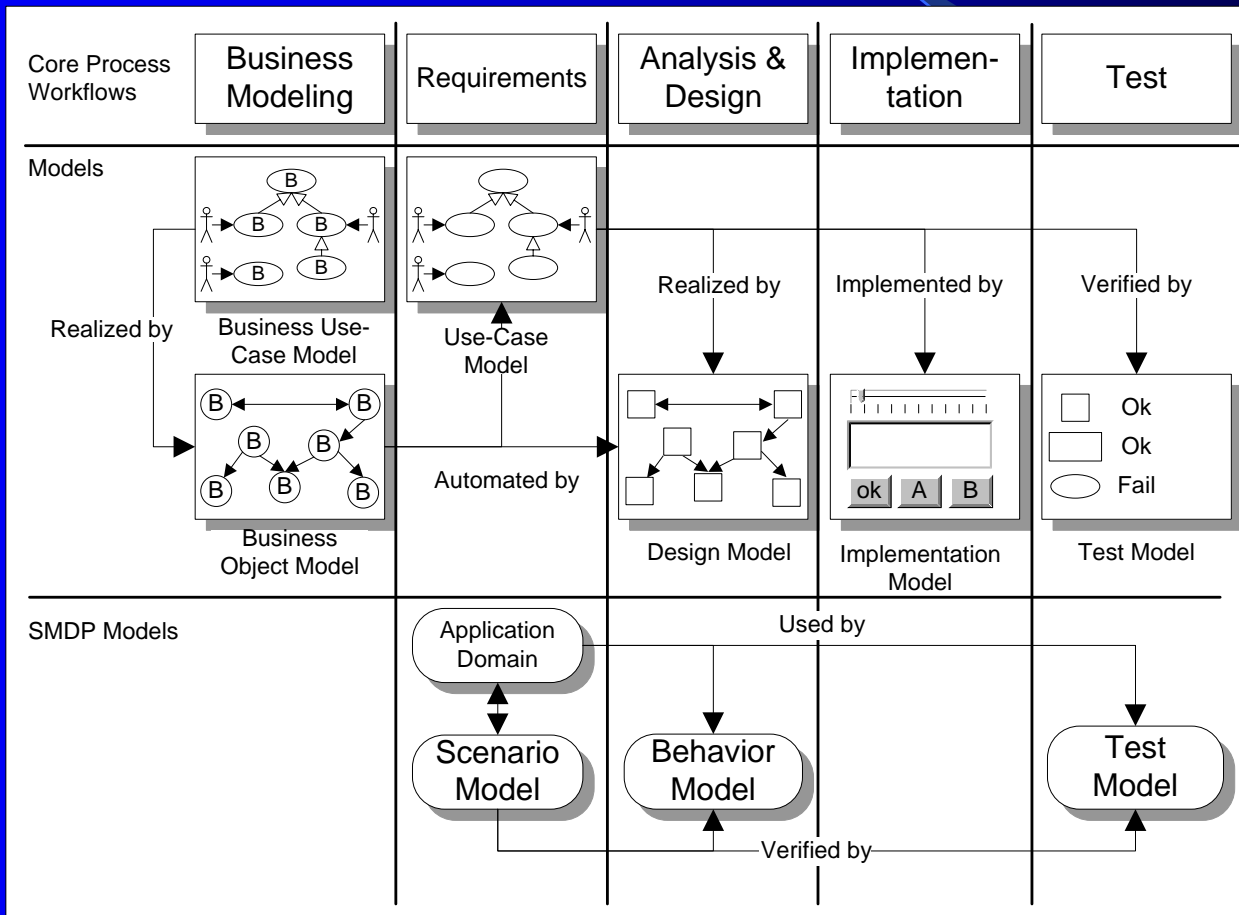 Core Process
Workflows
Business
Modeling
Requirements
Analysis &
Design
Implemen-
tation
Test
Models
B
B
B
B
B
Realized by
Business Use-
Case Model
Use-Case
Model
Realized by
Implemented by
Verified by
B
B
B
B
B
B
B
Business
Object Model
Automated by
Design Model
ok
A
B
Implementation
Model
Ok
Ok
Fail
Test Model
SMDP Models
Application
Domain
Used by
Scenario
Model
Behavior
Model
Test
Model
Verified by